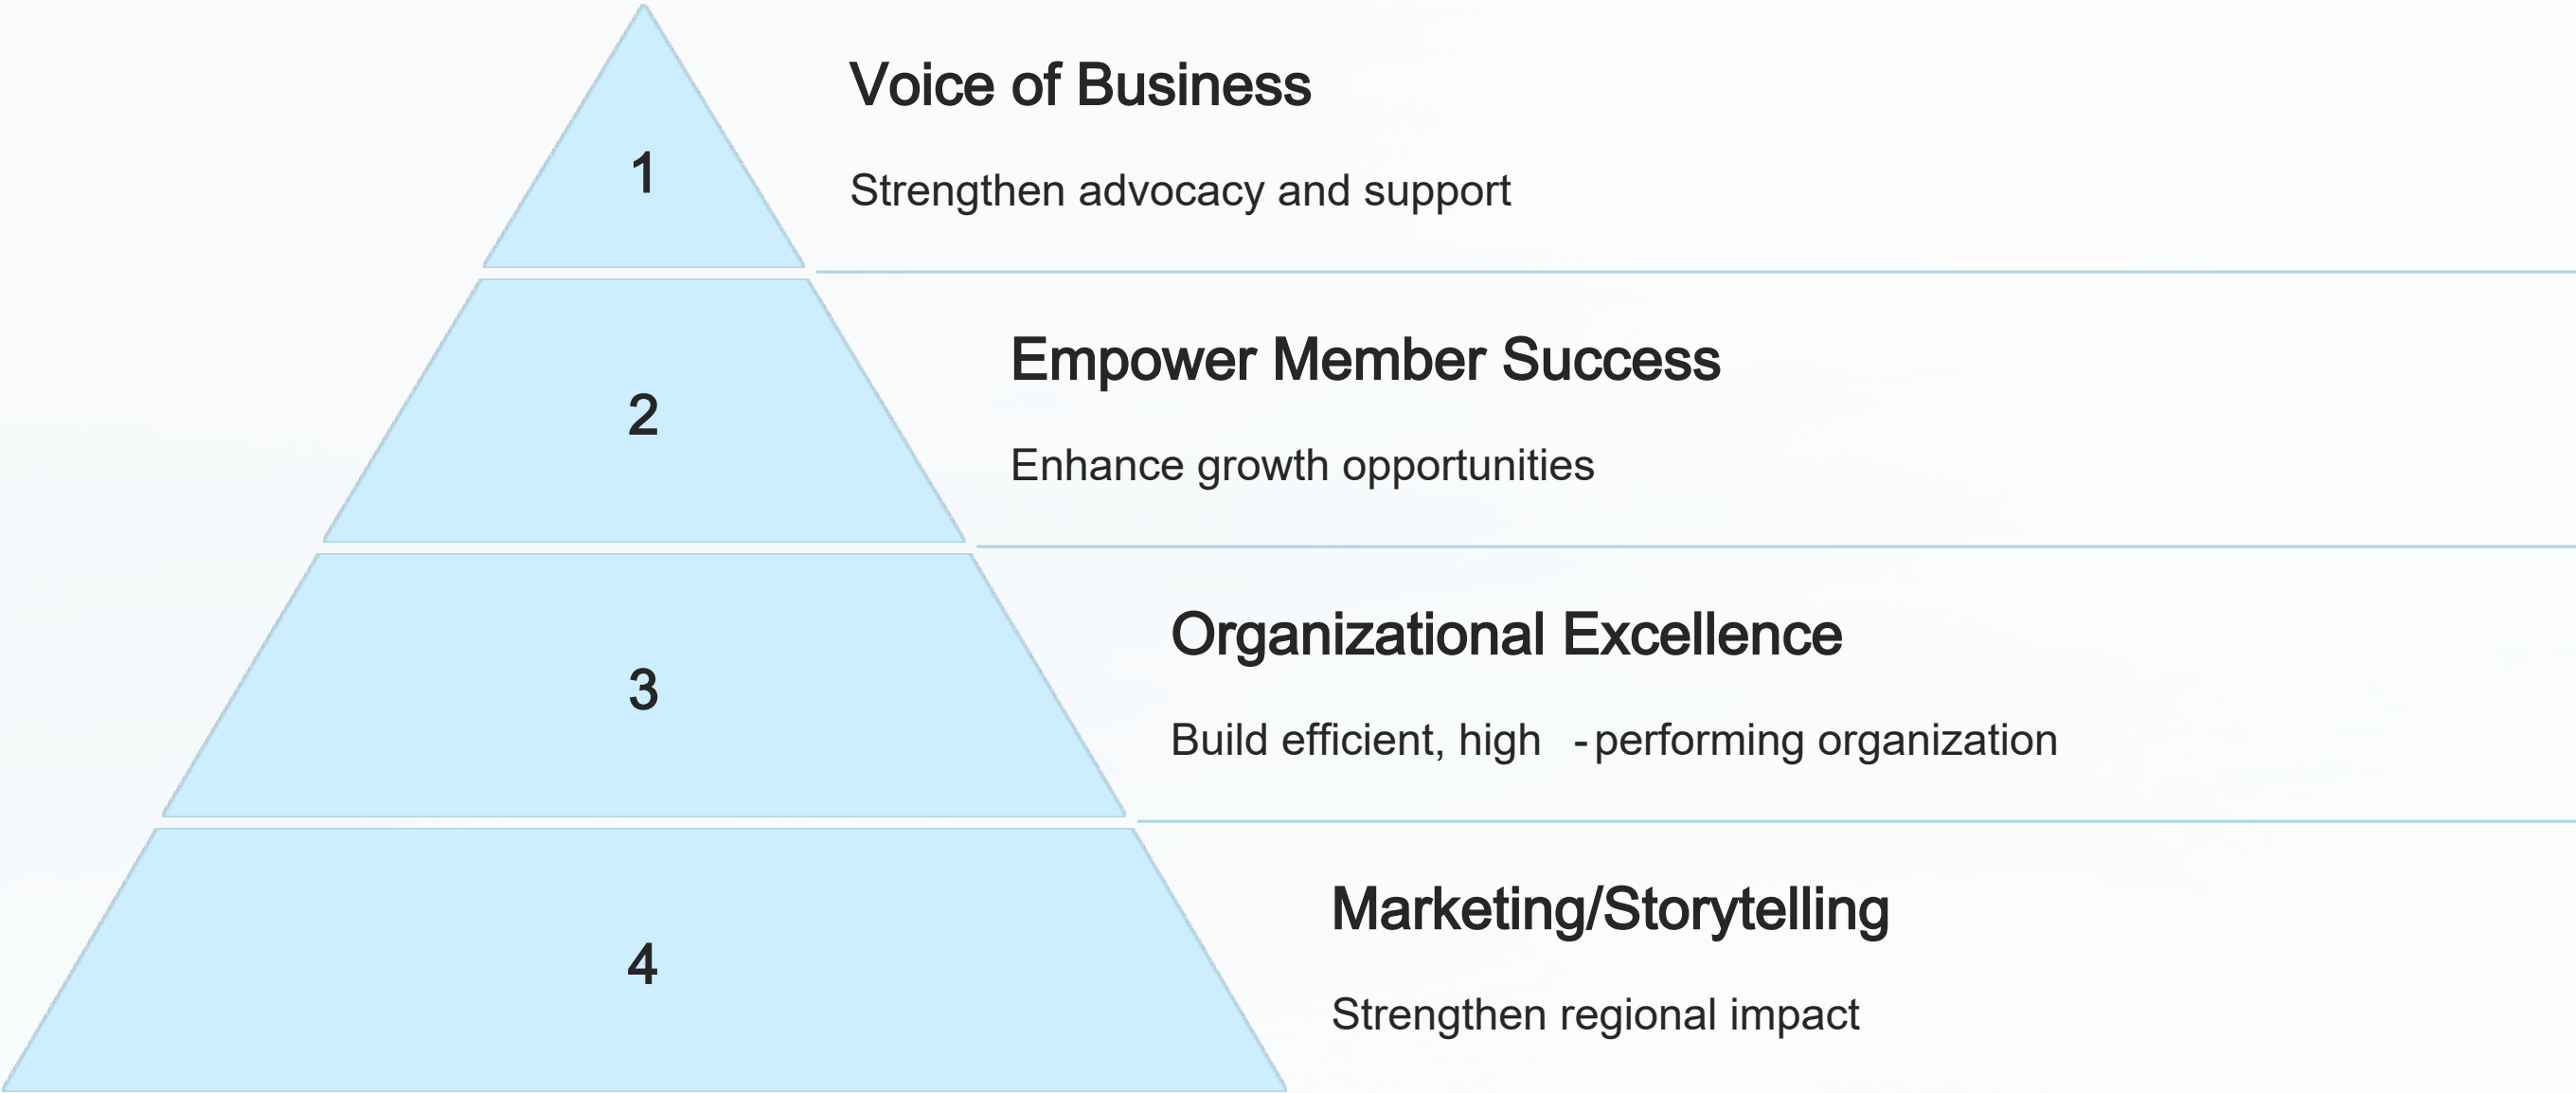 1
Voice of Business
Strengthen advocacy and support
2
Empower Member Success
Enhance growth opportunities
3
Organizational Excellence
Build efficient, high -performing organization
4
Marketing/Storytelling
Strengthen regional impact